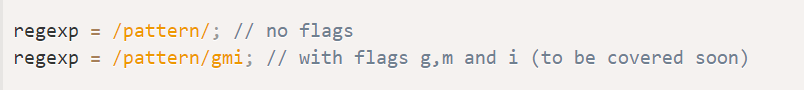 regexp = /pattern/; // no flags
regexp = /pattern/gmi; // with flags g,m and i (to be covered soon)